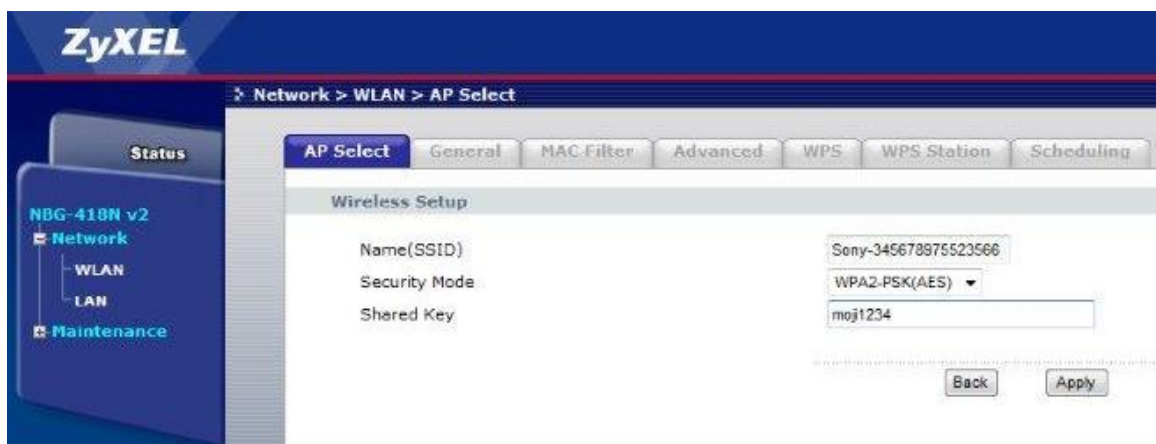 ZyXEL
Network > WLAN > AP Select
Status
AP Select General MAC Filter Advanced WPS WPS Station Scheduling
NBG-418N v2
Network
WLAN
LAN
Maintenance
Wireless Setup
Name(SSID) Sony-345678975523566
Security Mode WPA2-PSK(AES)
Shared Key moji1234
Back Apply